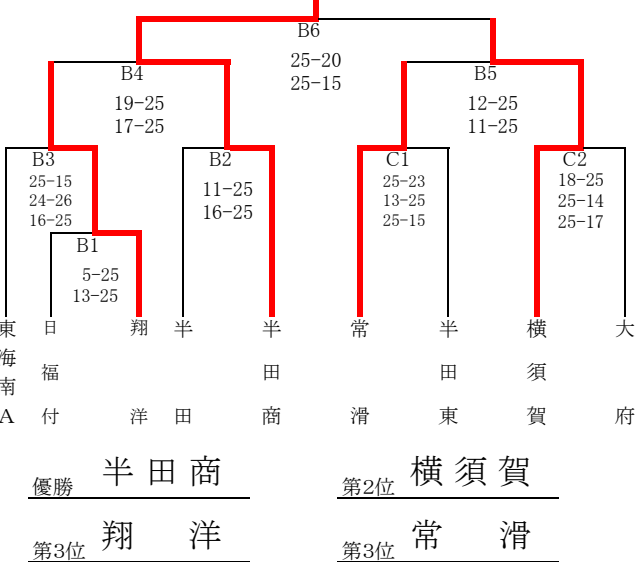 B6
25-20
25-15
B4
19-25
17-25
B5
12-25
11-25
B3
25-15
24-26
16-25
B2
11-25
16-25
C1
25-23
13-25
25-15
C2
18-25
25-14
25-17
B1
5-25
13-25
東海南A
日福付
翔洋
半田
半田商
常滑
半田東
横須賀
大府
優勝 半田商
第2位 横須賀
第3位 翔洋
第3位 常滑